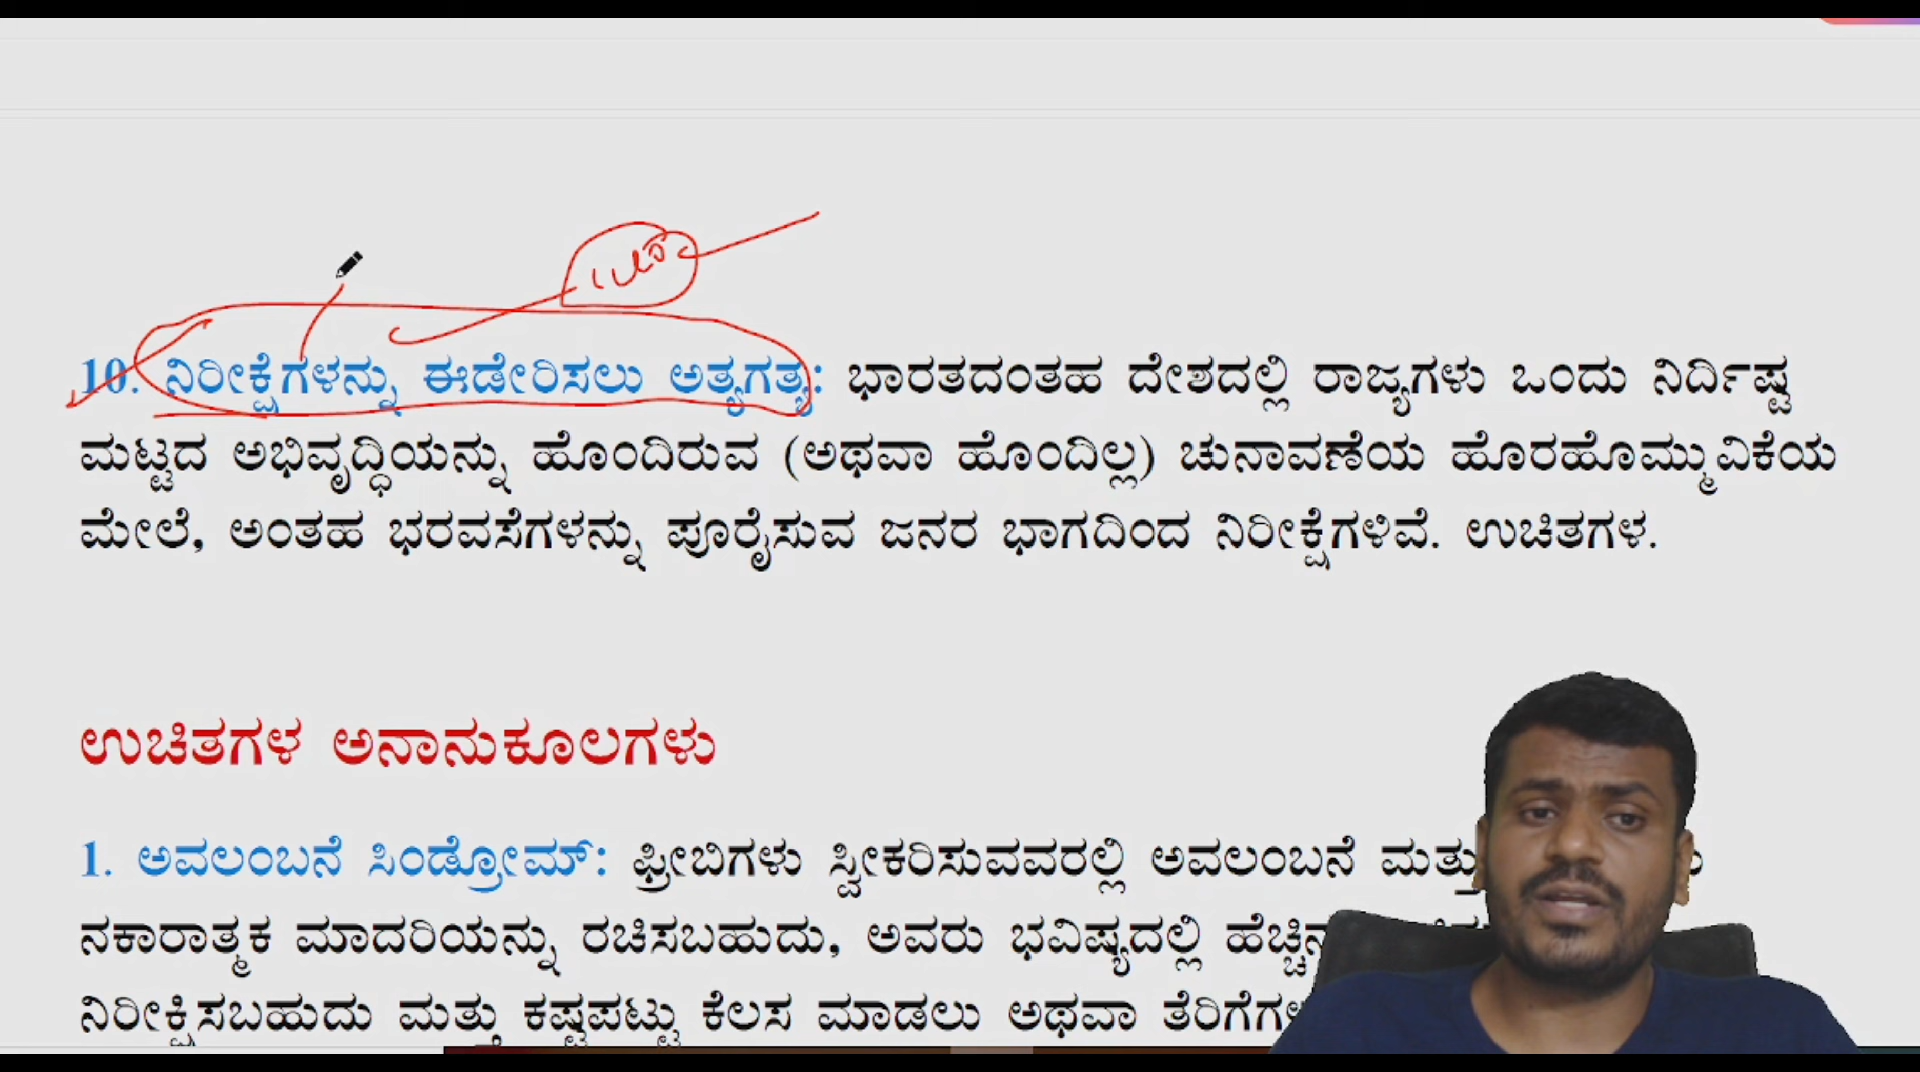 10. ನಿರೀಕ್ಷೆಗಳನ್ನು ಈಡೇರಿಸಲು ಅತ್ಯಗತ್ಯ: ಭಾರತದಂತಹ ದೇಶದಲ್ಲಿ ರಾಜ್ಯಗಳು ಒಂದು ನಿರ್ದಿಷ್ಟ
ಮಟ್ಟದ ಅಭಿವೃದ್ಧಿಯನ್ನು ಹೊಂದಿರುವ (ಅಥವಾ ಹೊಂದಿಲ್ಲ) ಚುನಾವಣೆಯ ಹೊರಹೊಮ್ಮುವಿಕೆಯ
ಮೇಲೆ, ಅಂತಹ ಭರವಸೆಗಳನ್ನು ಪೂರೈಸುವ ಜನರ ಭಾಗದಿಂದ ನಿರೀಕ್ಷೆಗಳಿವೆ. ಉಚಿತಗಳ.
ಉಚಿತಗಳ ಅನಾನುಕೂಲಗಳು
1. ಅವಲಂಬನೆ ಸಿಂಡ್ರೋಮ್: ಫ್ರೀಬಿಗಳು ಸ್ವೀಕರಿಸುವವರಲ್ಲಿ ಅವಲಂಬನೆ ಮತ್ತು
ನಕಾರಾತ್ಮಕ ಮಾದರಿಯನ್ನು ರಚಿಸಬಹುದು, ಅವರು ಭವಿಷ್ಯದಲ್ಲಿ
ನಿರೀಕ್ಷಿಸಬಹುದು ಮತ್ತು ಕಷ್ಟಪಟ್ಟು ಕೆಲಸ ಮಾಡಲು ಅಥವಾ